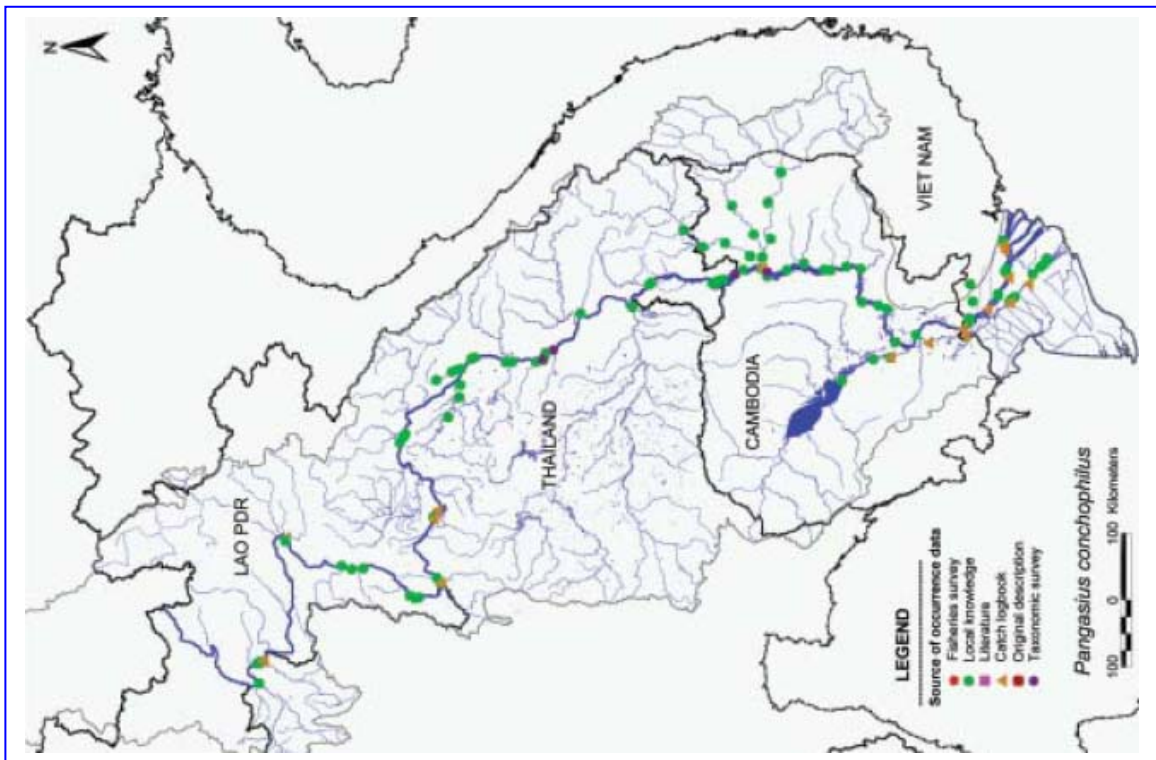 N
LAO PDR
THAILAND
CAMBODIA
VIET NAM
LEGEND
Source of occurrence data
Fisheries survey
Local knowledge
Literature
Catch logbook
Original description
Taxonomic survey
Pangasius conchophilus
100 0 100 Kilometers